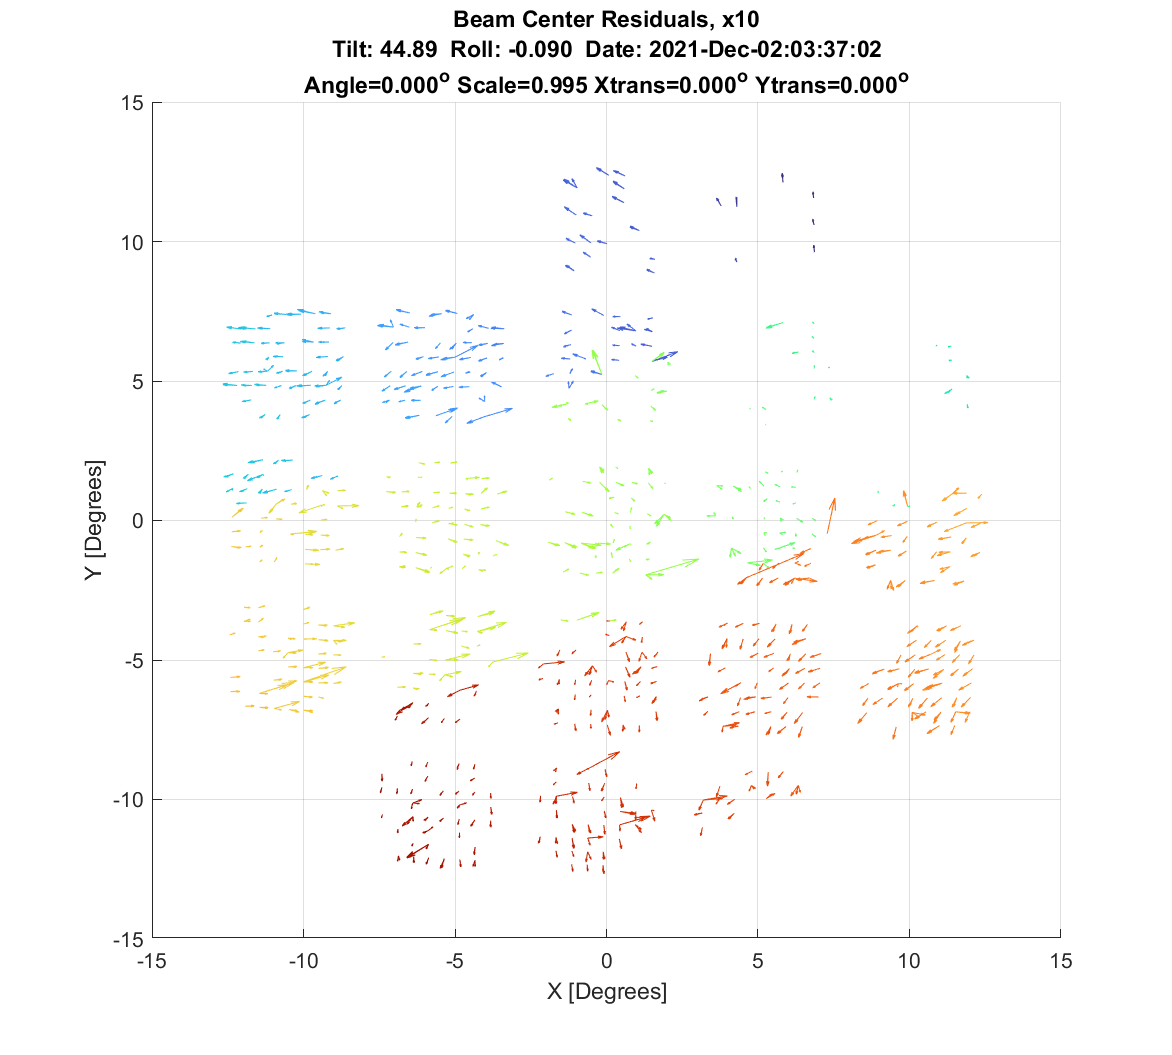 Beam Center Residuals, x10
Tilt: 44.89 Roll: -0.090 Date: 2021-Dec-02:03:37:02
Angle=0.000° Scale=0.995 Xtrans=0.000° Ytrans=0.000°
15
10
5
0
-5
-10
-15
Y [Degrees]
-15 -10 -5 0 5 10 15
X [Degrees]